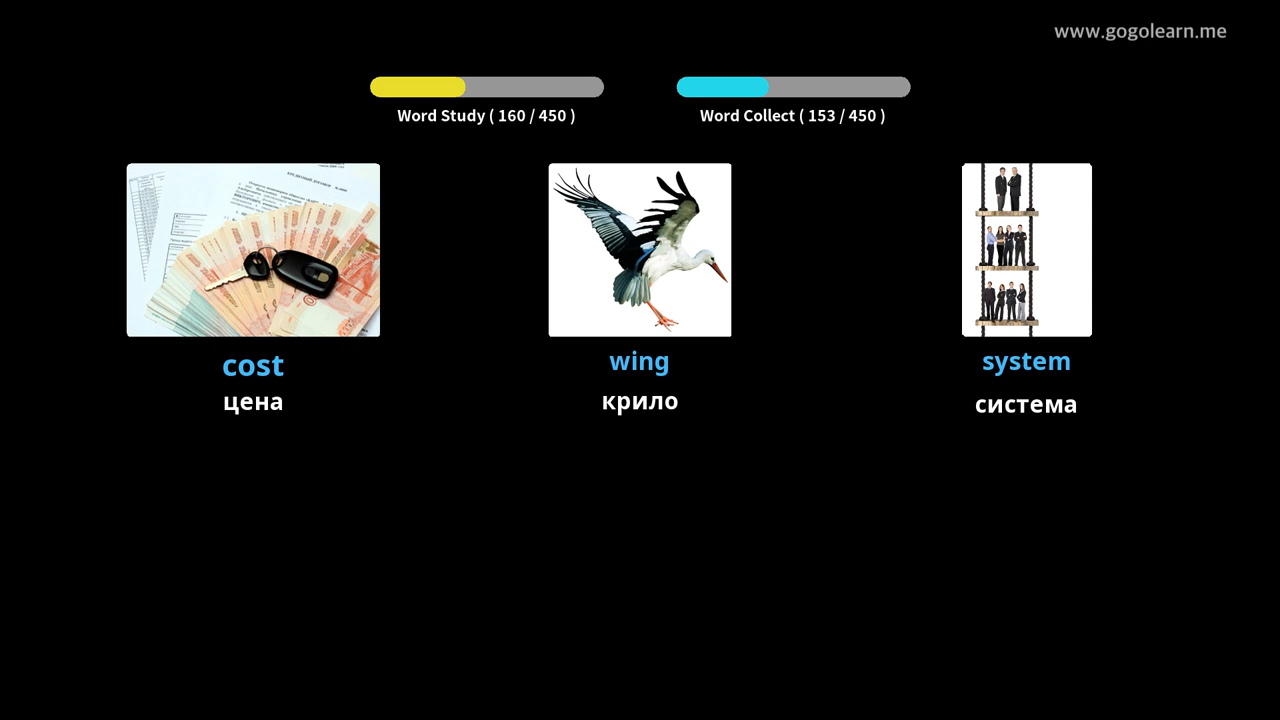 www.gogolearn.me
Word Study ( 160 / 450 )
Word Collect ( 153 / 450 )
cost
wing
system
цена
крило
система